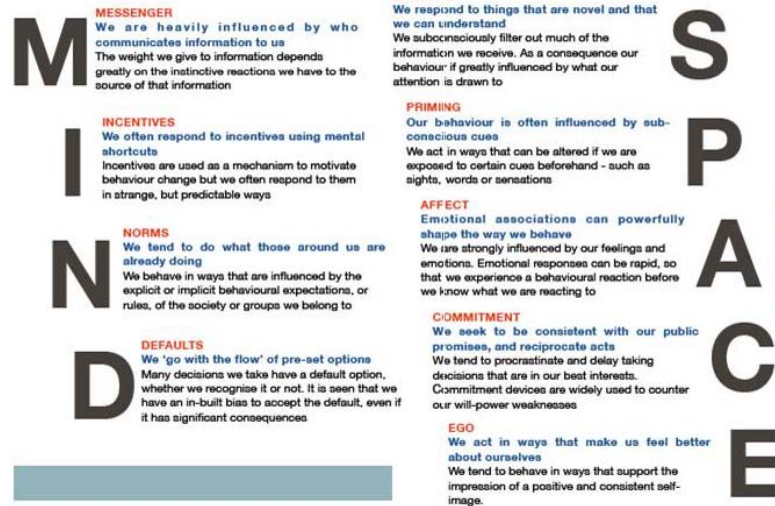 M
MESSENGER
We are heavily influenced by who
communicates information to us
The weight we give to information depends
greatly on the instinctive reactions we have to the
source of that information
I
INCENTIVES
We often respond to incentives using mental
shortcuts
Incentives are used as a mechanism to motivate
behaviour change but we often respond to them
in strange, but predictable ways
N
NORMS
We tend to do what those around us are
already doing
We behave in ways that are influenced by the
explicit or implicit behavioural expectations, or
rules, of the society or groups we belong to
D
DEFAULTS
We ‘go with the flow’ of pre-set options
Many decisions we take have a default option,
whether we recognise it or not. It is seen that we
have an in-built bias to accept the default, even if
it has significant consequences
S
We respond to things that are novel and that
we can understand
We subconsciously filter out much of the
information we receive. As a consequence our
behaviour if greatly influenced by what our
attention is drawn to
P
PRIMING
Our behaviour is often influenced by sub-
conscious cues
We act in ways that can be altered if we are
exposed to certain cues beforehand - such as
sights, words or sensations
A
AFFECT
Emotional associations can powerfully
shape the way we behave
We are strongly influenced by our feelings and
emotions. Emotional responses can be rapid, so
that we experience a behavioural reaction before
we know what we are reacting to
C
COMMITMENT
We seek to be consistent with our public
promises, and reciprocate acts
We tend to procrastinate and delay taking
decisions that are in our best interests.
Commitment devices are widely used to counter
our will-power weaknesses
E
EGO
We act in ways that make us feel better
about ourselves
We tend to behave in ways that support the
impression of a positive and consistent self-
image.